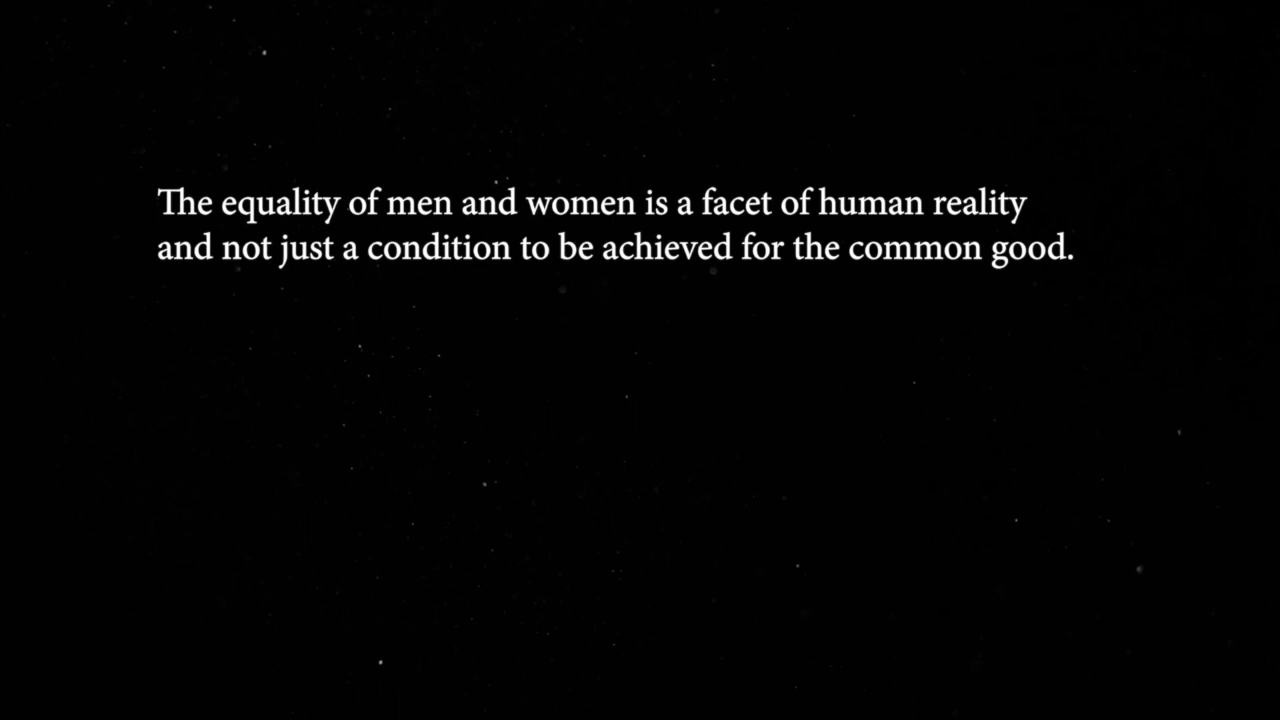 The equality of men and women is a facet of human reality
and not just a condition to be achieved for the common good.